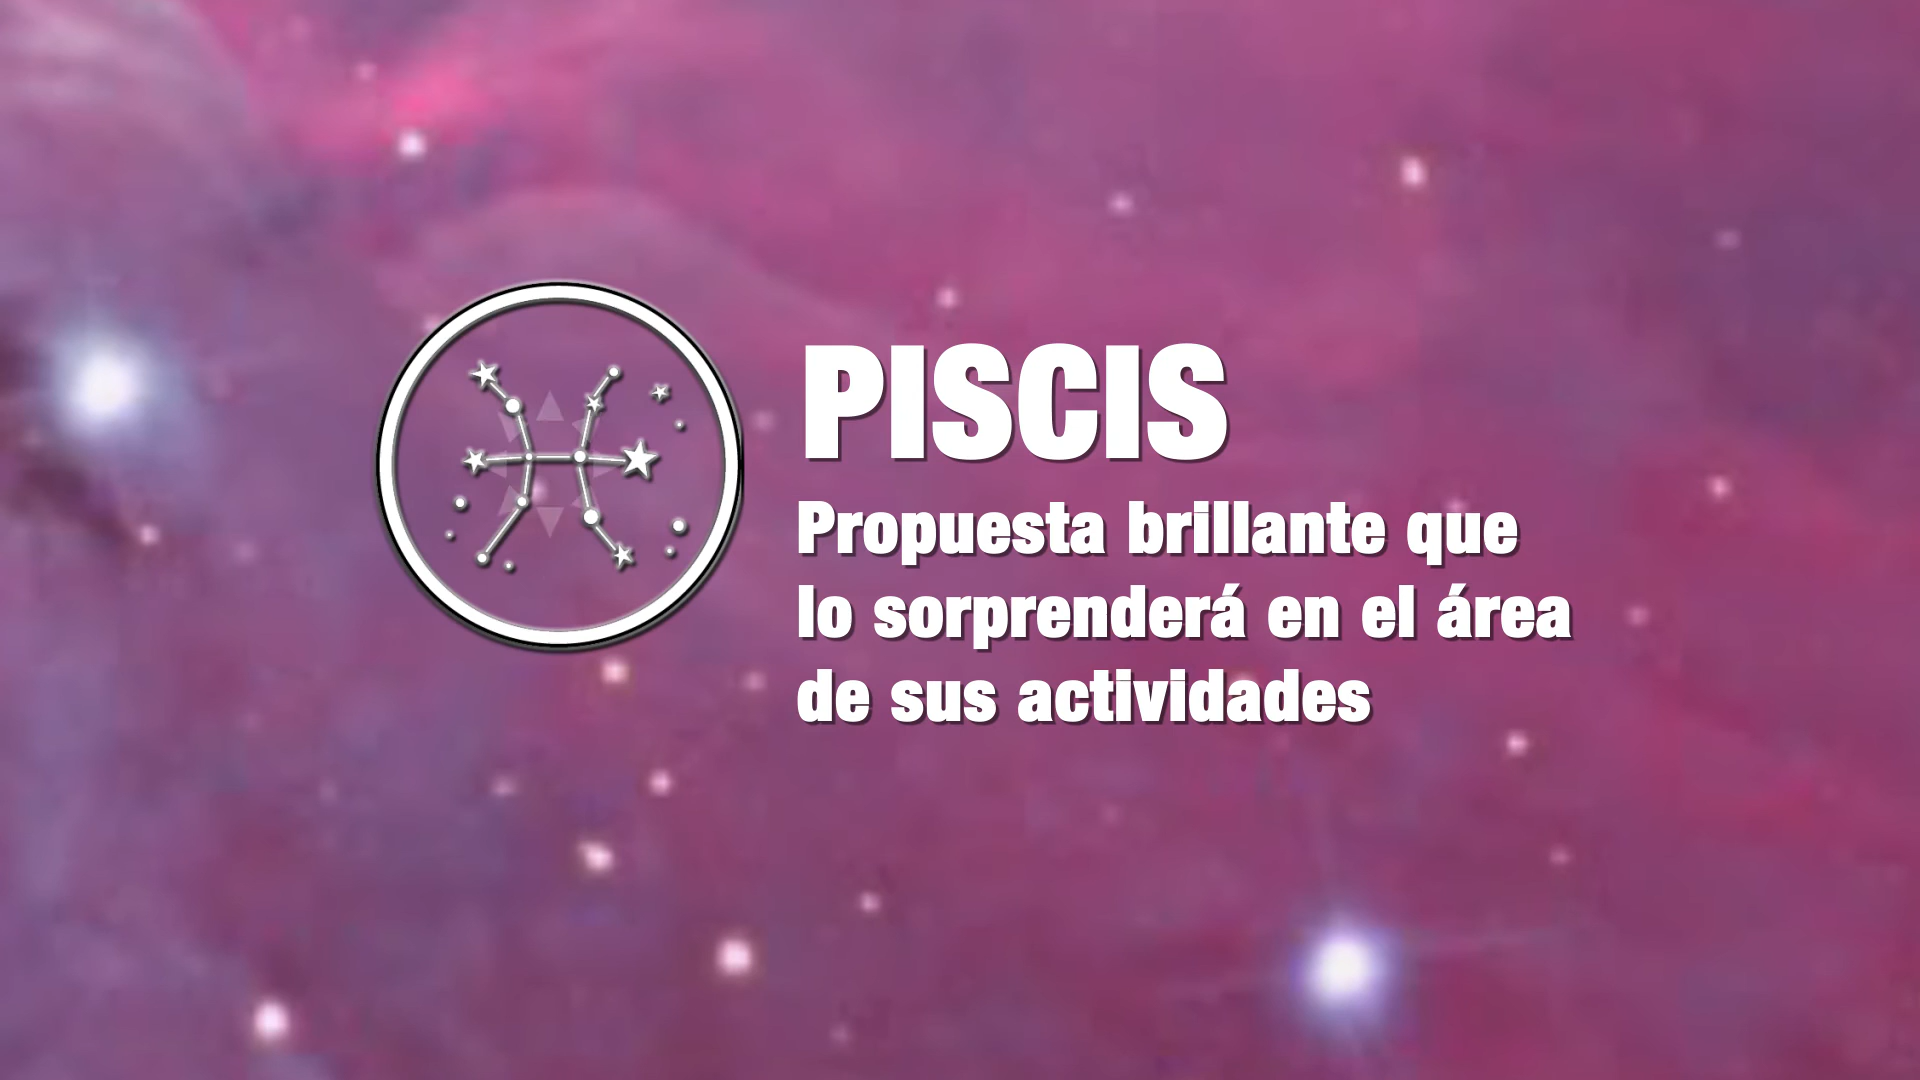 PISCIS
Propuesta brillante que
lo sorprenderá en el área
de sus actividades